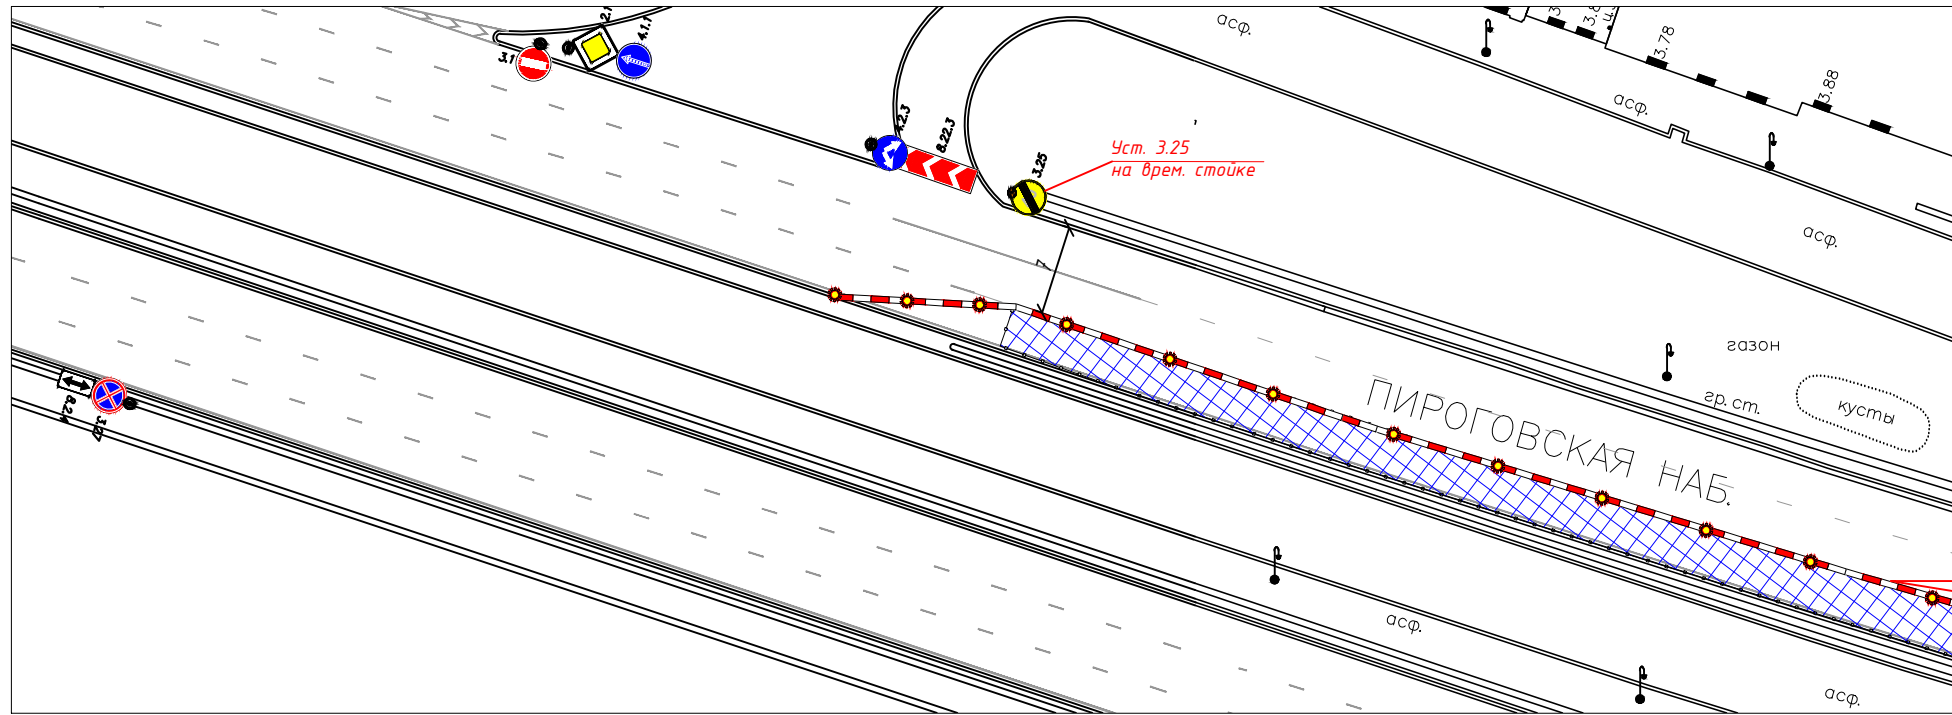 2.1
4.1.1
3.1
асф.
3.78
3.88
асф.
4.2.3
8.22.3
3.25
Уст. 3.25
на врем. стойке
асф.
7
газон
гр. ст.
кусты
ПИРОГОВСКАЯ НАБ.
8.24
3.27
асф.
асф.